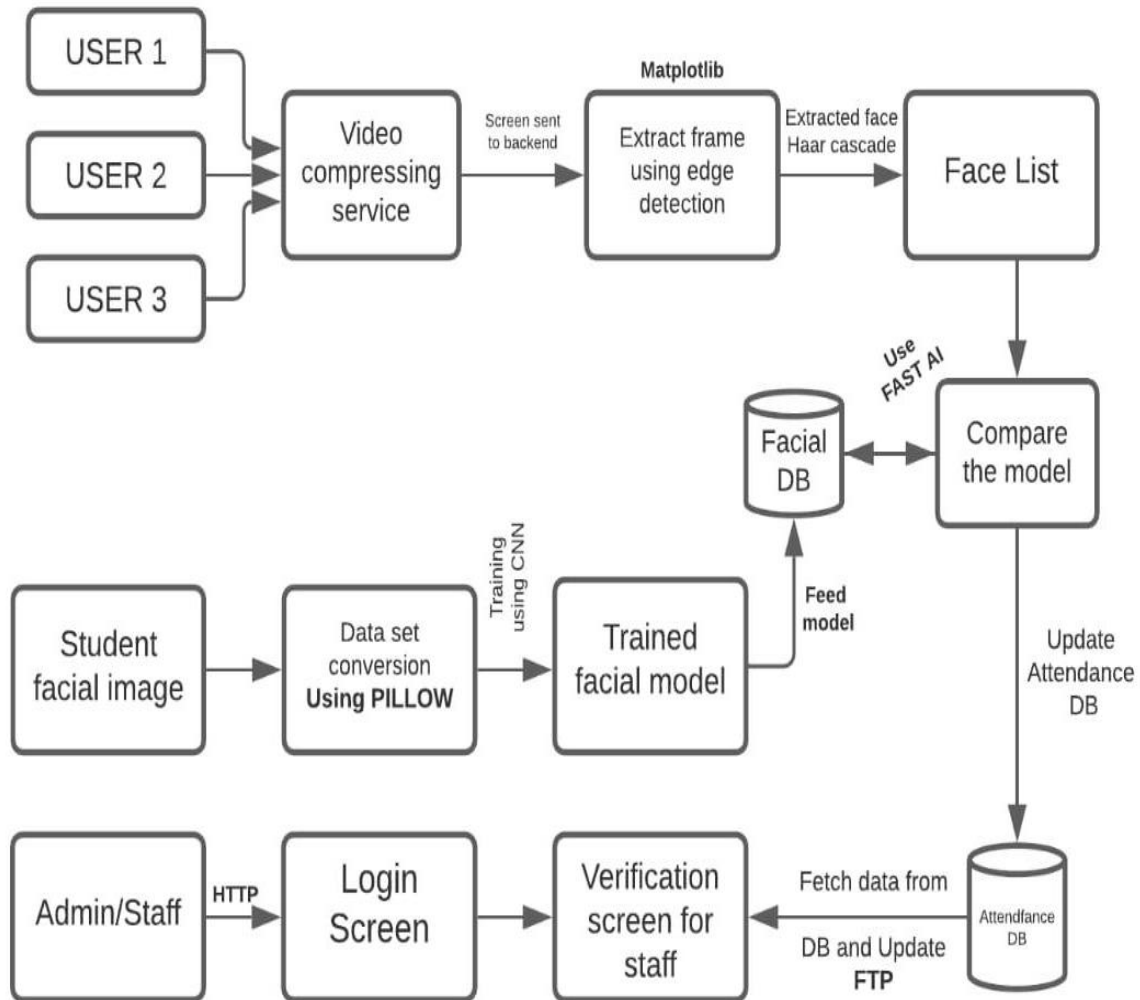 USER 1
USER 2
USER 3
Video
compressing
service
Screen sent
to backend
Matplotlib
Extract frame
using edge
detection
Extracted face
Haar cascade
Face List
Use
FAST AI
Facial
DB
Compare
the model
Student
facial image
Data set
conversion
Using PILLOW
Training
using CNN
Trained
facial model
Feed
model
Update
Attendance
DB
Admin/Staff
HTTP
Login
Screen
Verification
screen for
staff
Fetch data from
DB and Update
FTP
Attendfance
DB